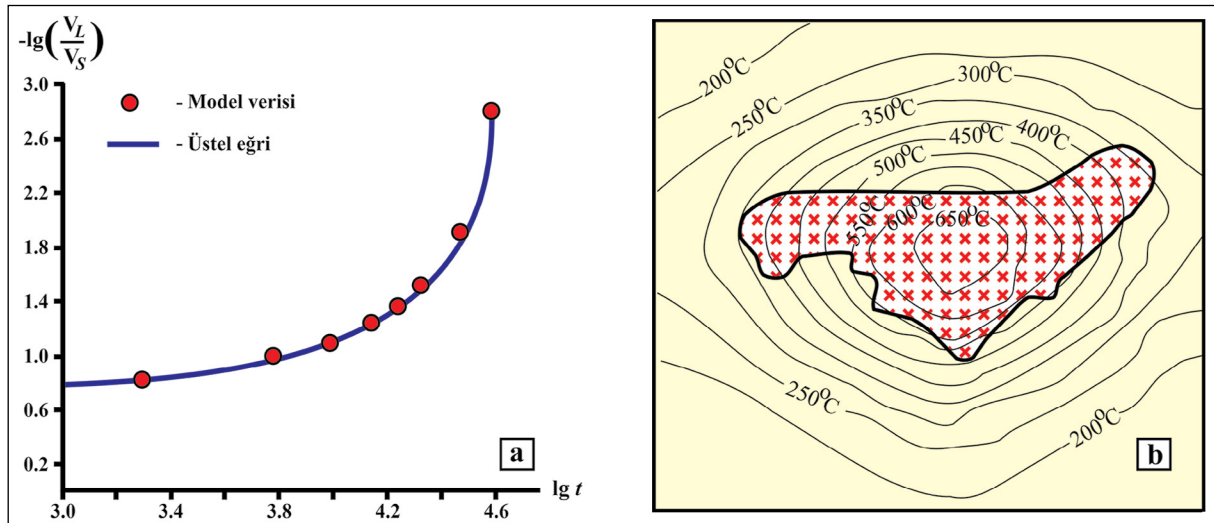 -lg(V_L/V_S)
3.0
- Model verisi
2.6
- Üstel eğri
2.2
1.8
1.4
1.0
0.6
0.2
a
lg t
3.0 3.4 3.8 4.2 4.6
200°C
300°C
250°C
350°C
400°C
450°C
500°C
550°C
600°C
650°C
250°C
200°C
b